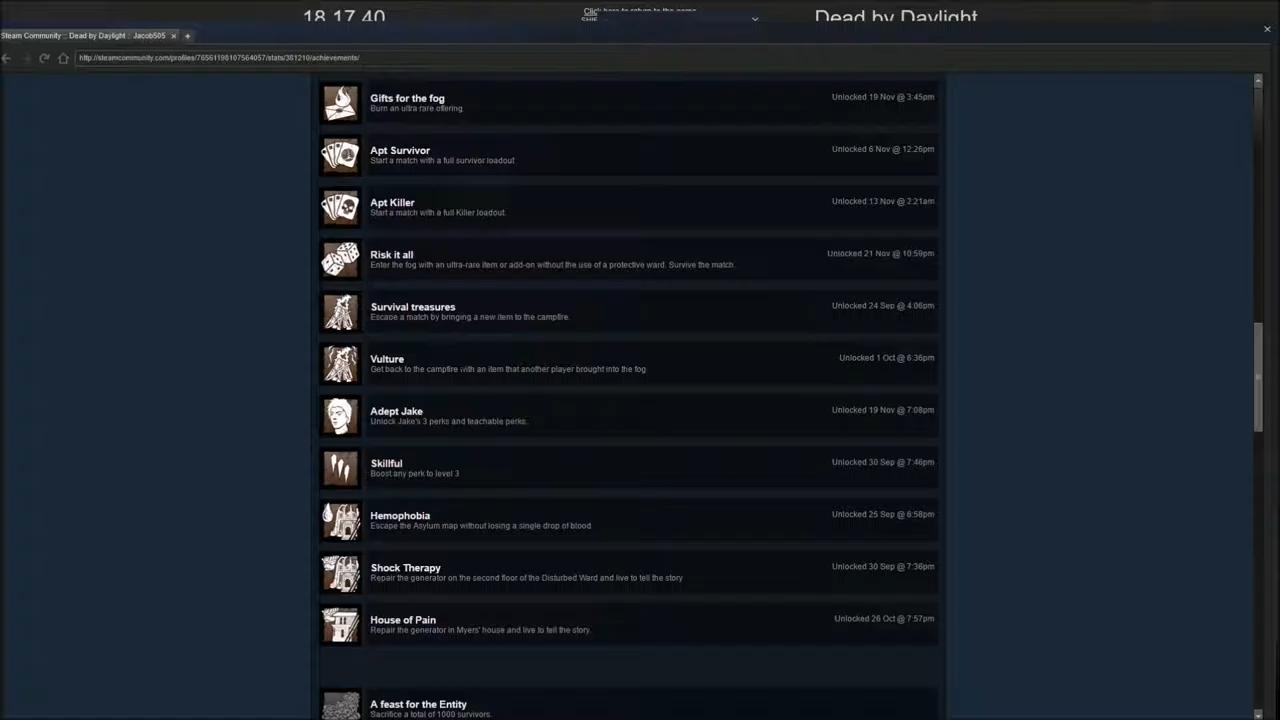 18.17.40
Click here to return to the game
Dead by Daylight
Steam Community :: Dead by Daylight :: Jacob505
http://steamcommunity.com/profiles/76561198107564057/stats/381210/achievements/
Gifts for the fog
Unlocked 19 Nov @ 3:45pm
Burn an ultra rare offering
Apt Survivor
Unlocked 6 Nov @ 12:26pm
Start a match with a full survivor loadout
Apt Killer
Unlocked 13 Nov @ 2:21am
Start a match with a full Killer loadout.
Risk it all
Unlocked 21 Nov @ 10:59pm
Enter the fog with an ultra-rare item or add-on without the use of a protective ward. Survive the match.
Survival treasures
Unlocked 24 Sep @ 4:06pm
Escape a match by bringing a new item to the campfire.
Vulture
Unlocked 1 Oct @ 6:36pm
Get back to the campfire with an item that another player brought into the fog
Adept Jake
Unlocked 19 Nov @ 7:08pm
Unlock Jake's 3 perks and teachable perks.
Skillful
Unlocked 30 Sep @ 7:46pm
Boost any perk to level 3
Hemophobia
Unlocked 25 Sep @ 6:58pm
Escape the Asylum map without losing a single drop of blood
Shock Therapy
Unlocked 30 Sep @ 7:36pm
Repair the generator on the second floor of the Disturbed Ward and live to tell the story
House of Pain
Unlocked 26 Oct @ 7:57pm
Repair the generator in Myers' house and live to tell the story.
A feast for the Entity
Sacrifice a total of 1000 survivors.